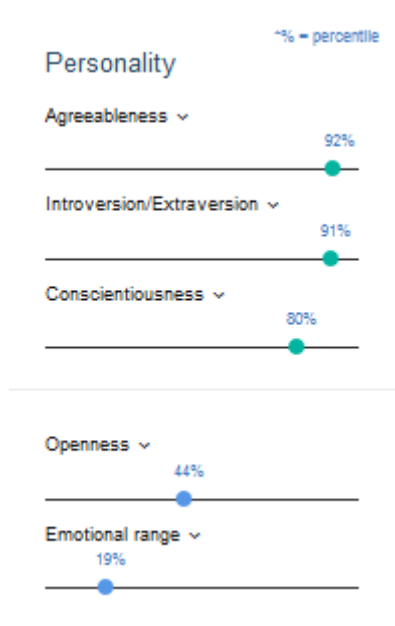 ~% = percentile
Personality
Agreeableness
92%
Introversion/Extraversion
91%
Conscientiousness
80%
Openness
44%
Emotional range
19%